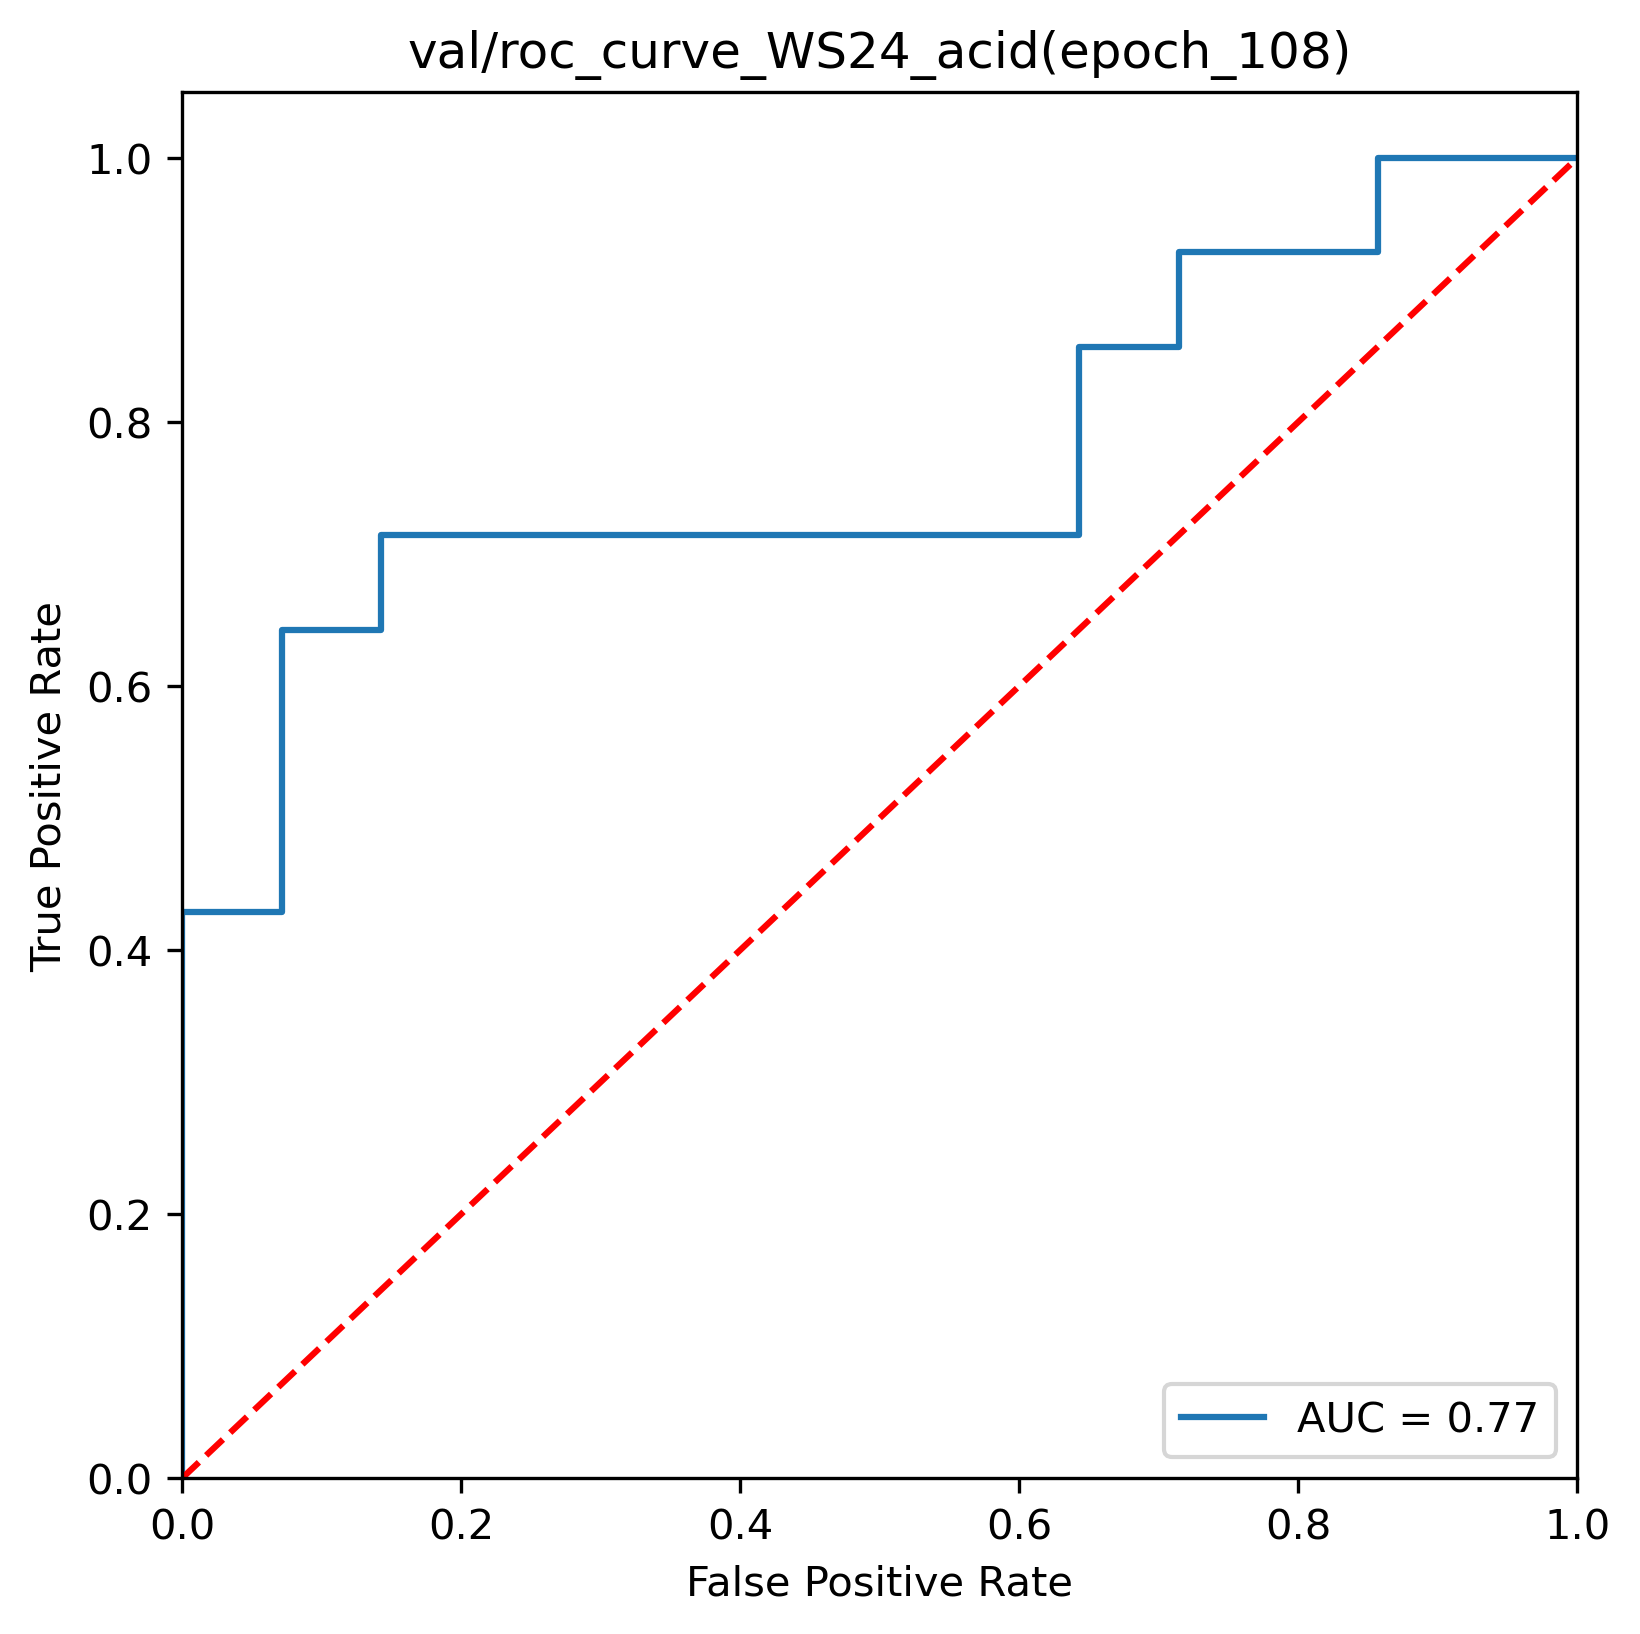 val/roc_curve_WS24_acid(epoch_108)
1.0
0.8
0.6
0.4
0.2
0.0
True Positive Rate
AUC = 0.77
0.0 0.2 0.4 0.6 0.8 1.0
False Positive Rate